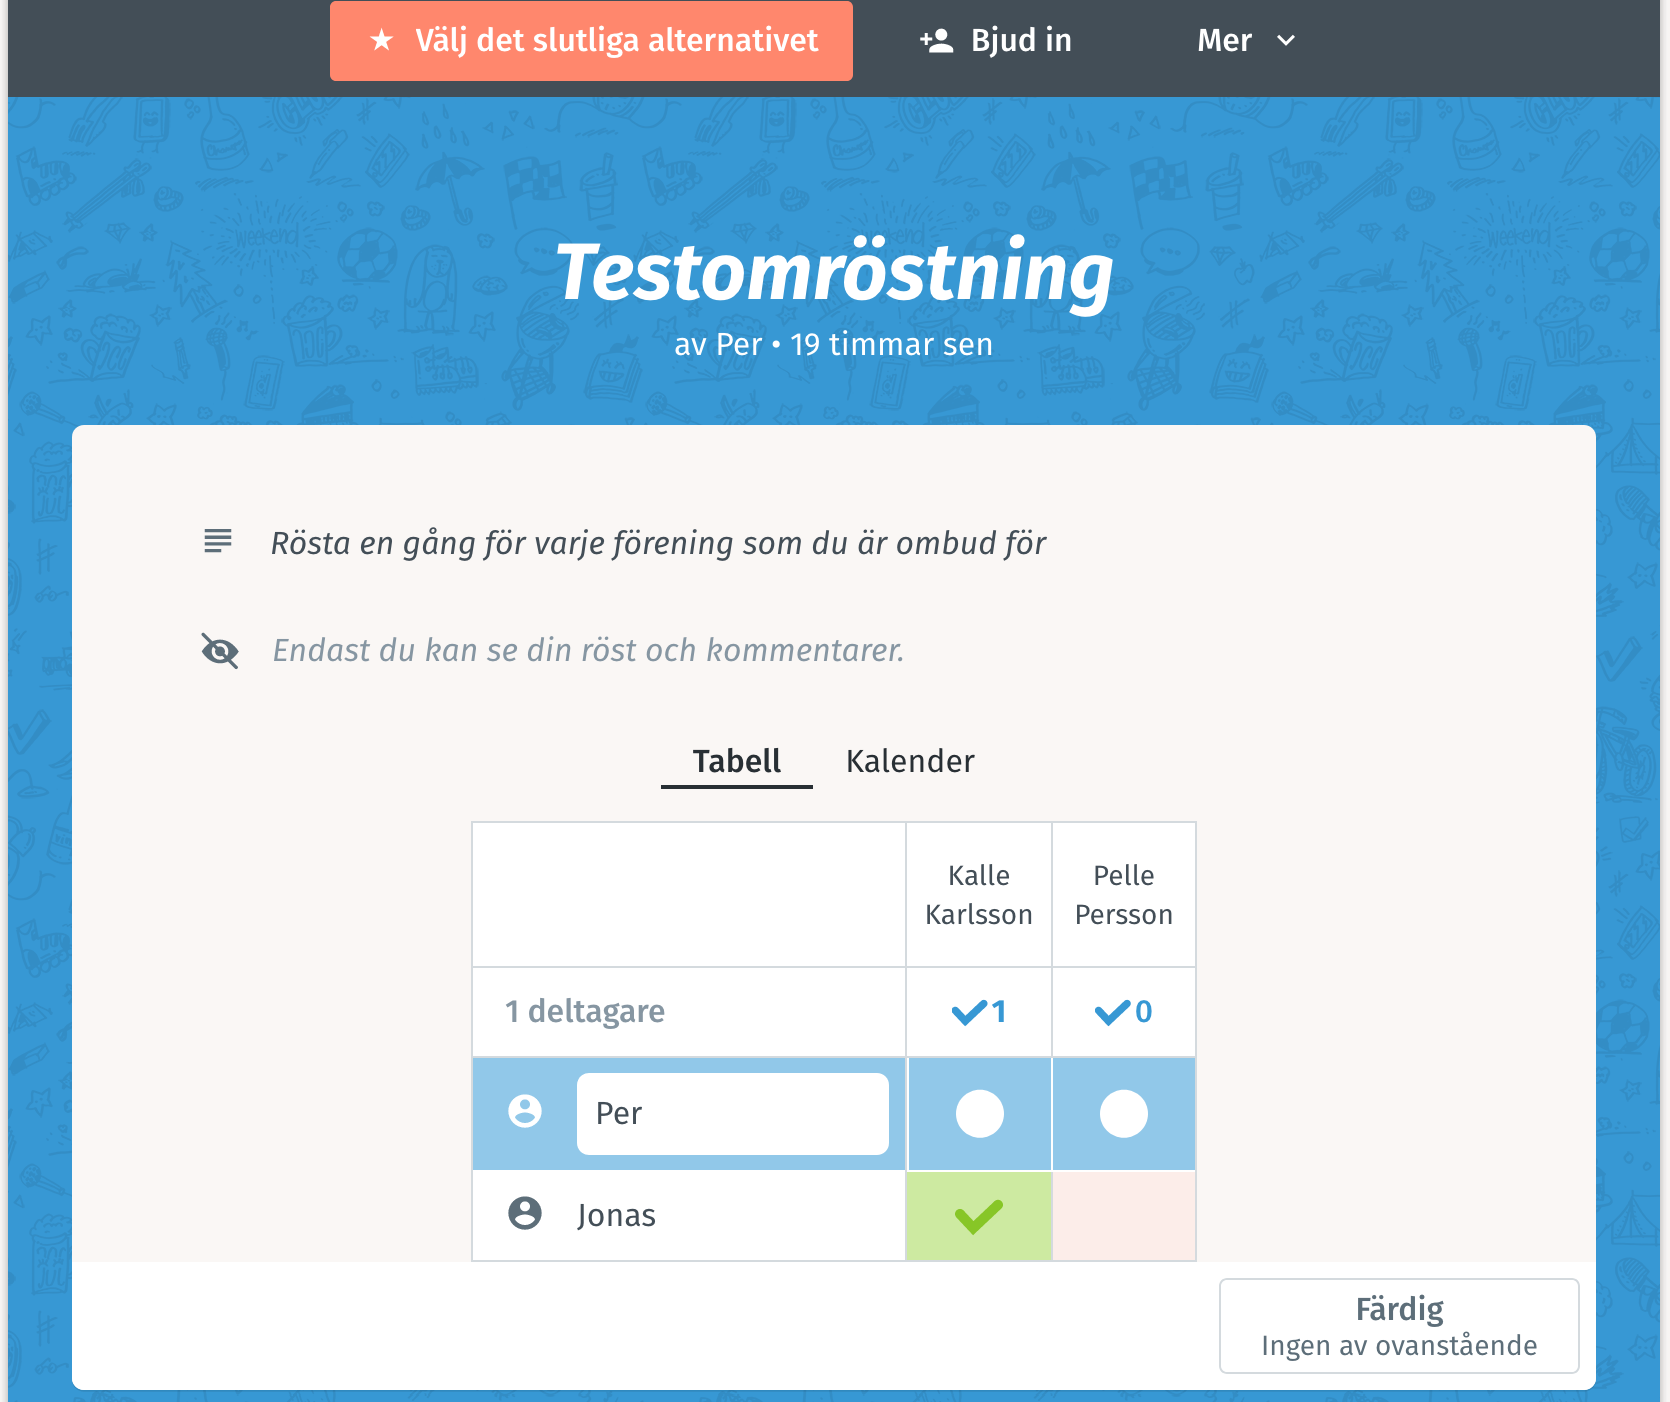 Välj det slutliga alternativet
Bjud in
Mer
Testomröstning
av Per • 19 timmar sen
Rösta en gång för varje förening som du är ombud för
Endast du kan se din röst och kommentarer.
Tabell
Kalender
Kalle
Karlsson
Pelle
Persson
1 deltagare
1
0
Per
Jonas
Färdig
Ingen av ovanstående